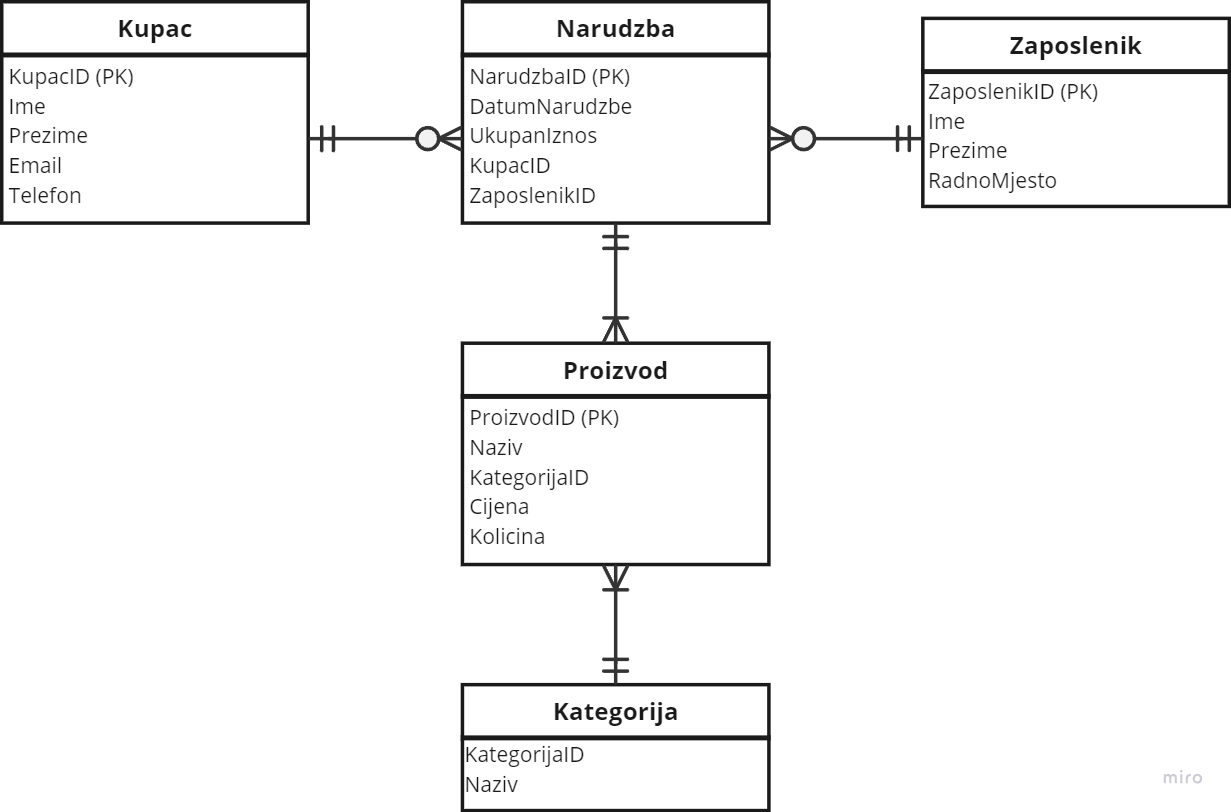 Kupac
KupacID (PK)
Ime
Prezime
Email
Telefon
Narudzba
NarudzbaID (PK)
DatumNarudzbe
UkupanIznos
KupacID
ZaposlenikID
Zaposlenik
ZaposlenikID (PK)
Ime
Prezime
RadnoMjesto
Proizvod
ProizvodID (PK)
Naziv
KategorijaID
Cijena
Kolicina
Kategorija
KategorijaID
Naziv
miro